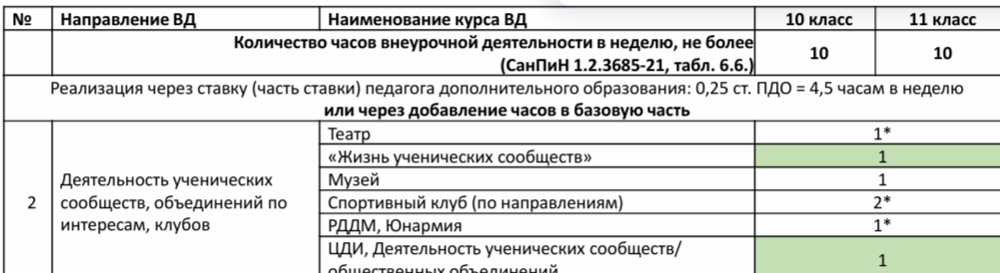 № Направление ВД Наименование курса ВД 10 класс 11 класс
Количество часов внеурочной деятельности в неделю, не более
(СанПиН 1.2.3685-21, табл. 6.6.)
10 10
Реализация через ставку (часть ставки) педагога дополнительного образования: 0,25 ст. ПДО = 4,5 часам в неделю
или через добавление часов в базовую часть
2
Деятельность ученических
сообществ, объединений по
интересам, клубов
Театр 1*
«Жизнь ученических сообществ» 1
Музей 1
Спортивный клуб (по направлениям) 2*
РДДМ, Юнармия 1*
ЦДИ, Деятельность ученических сообществ/
общественных объединений
1